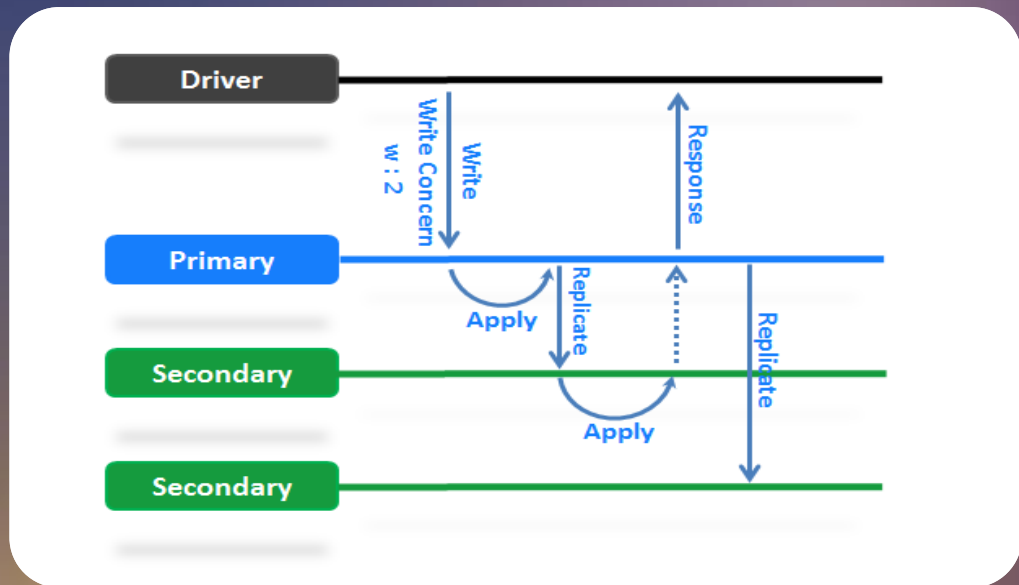 Driver
Write
Write Concern
w : 2
Response
Primary
Apply
Replicate
Replicate
Secondary
Apply
Secondary